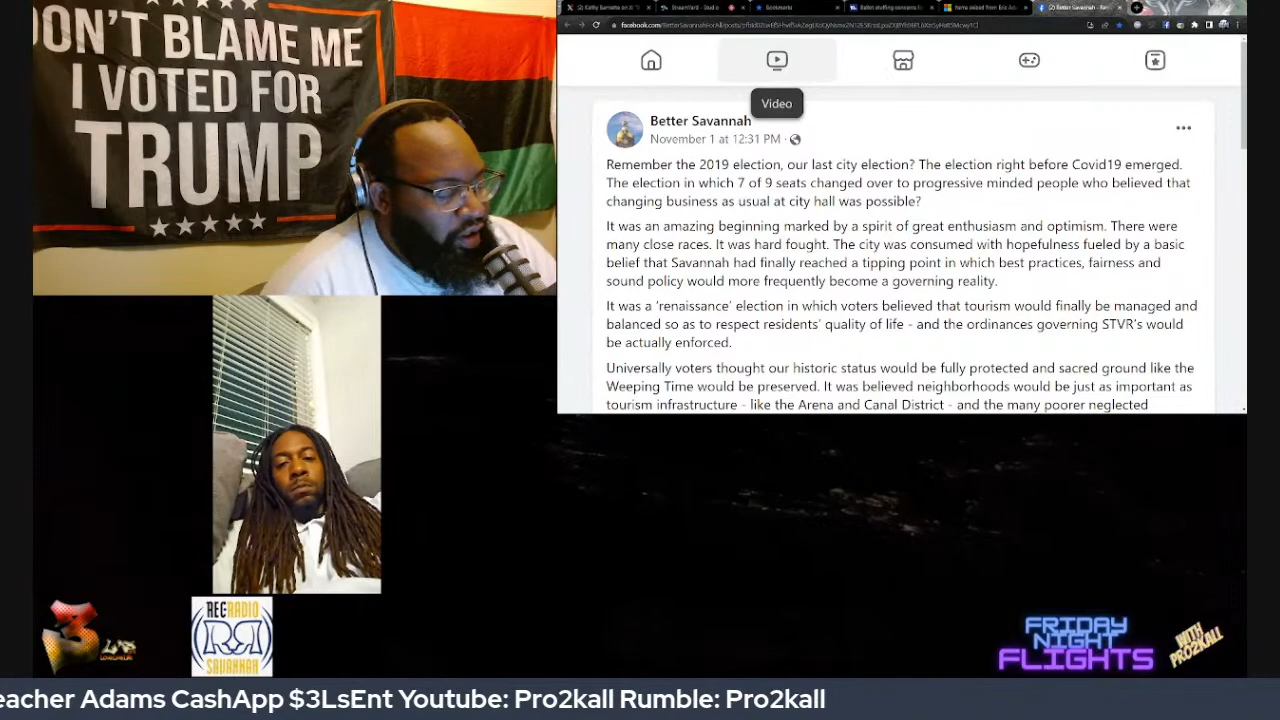 ON'T BLAME ME
I VOTED FOR
TRUMP
Video
Better Savannah
November 1 at 12:31 PM
Remember the 2019 election, our last city election? The election right before Covid19 emerged.
The election in which 7 of 9 seats changed over to progressive minded people who believed that
changing business as usual at city hall was possible?
It was an amazing beginning marked by a spirit of great enthusiasm and optimism. There were
many close races. It was hard fought. The city was consumed with hopefulness fueled by a basic
belief that Savannah had finally reached a tipping point in which best practices, fairness and
sound policy would more frequently become a governing reality.
It was a 'renaissance' election in which voters believed that tourism would finally be managed and
balanced so as to respect residents' quality of life - and the ordinances governing STVR's would
be actually enforced.
Universally voters thought our historic status would be fully protected and sacred ground like the
Weeping Time would be preserved. It was believed neighborhoods would be just as important as
tourism infrastructure - like the Arena and Canal District - and the many poorer neglected
3
REC RADIO
SAVANNAH
FRIDAY
NIGHT
FLIGHTS
WITH
PRO2KALL
eacher Adams CashApp $3LsEnt Youtube: Pro2kall Rumble: Pro2kall